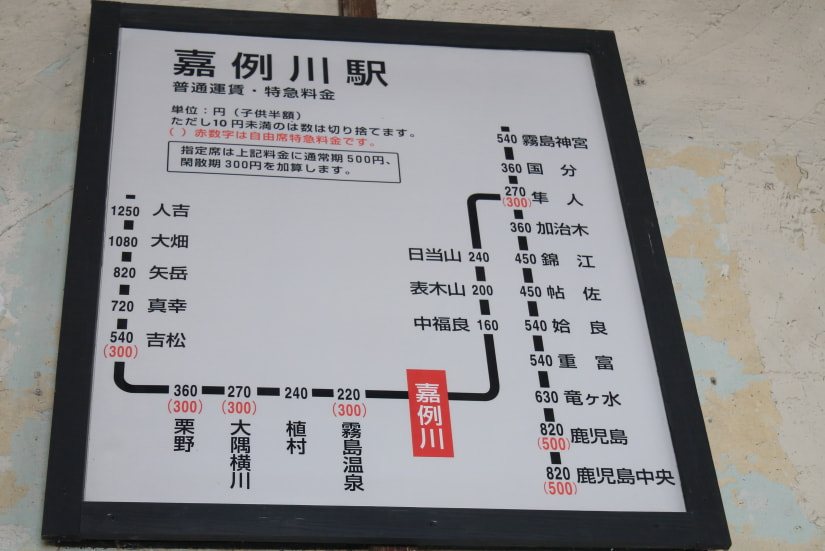 嘉例川駅
普通運賃・特急料金
単位:円(子供半額)
ただし10円未満のは数は切り捨てます。
( )赤数字は自由席特急料金です。
指定席は上記料金に通常期500円、
閑散期300円を加算します。
1250 人吉
1080 大畑
820 矢岳
720 真幸
540 吉松
(300)
360
(300)
栗野
270
(300)
大隅横川
240
植村
220
(300)
霧島温泉
嘉例川
中福良 160
表木山 200
日当山 240
540 霧島神宮
360 国分
270 隼人
(300)
360 加治木
450 錦江
450 帖佐
540 姶良
540 重富
630 竜ヶ水
820 鹿児島
(500)
820 鹿児島中央
(500)